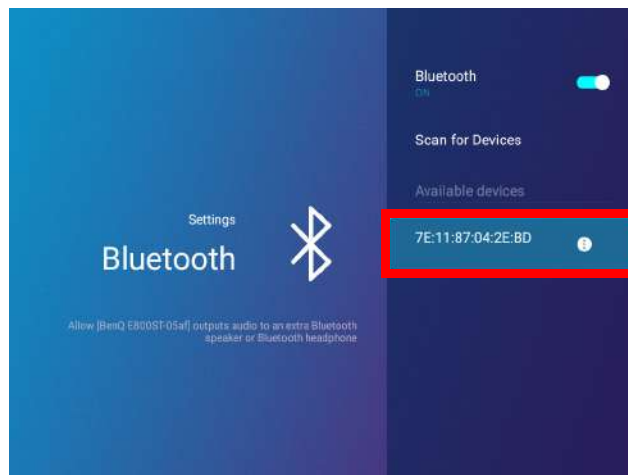 Settings
Bluetooth
Allow [BenQ E800ST-05af] outputs audio to an extra Bluetooth
speaker or Bluetooth headphone
Bluetooth
ON
Scan for Devices
Available devices
7E:11:87:04:2E:BD